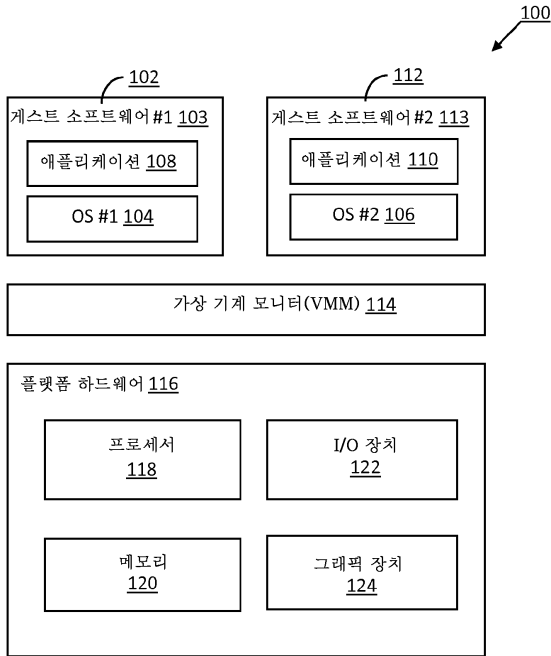 100
102
112
게스트 소프트웨어 #1 103
게스트 소프트웨어 #2 113
애플리케이션 108
애플리케이션 110
OS #1 104
OS #2 106
가상 기계 모니터(VMM) 114
플랫폼 하드웨어 116
프로세서
118
I/O 장치
122
메모리
120
그래픽 장치
124